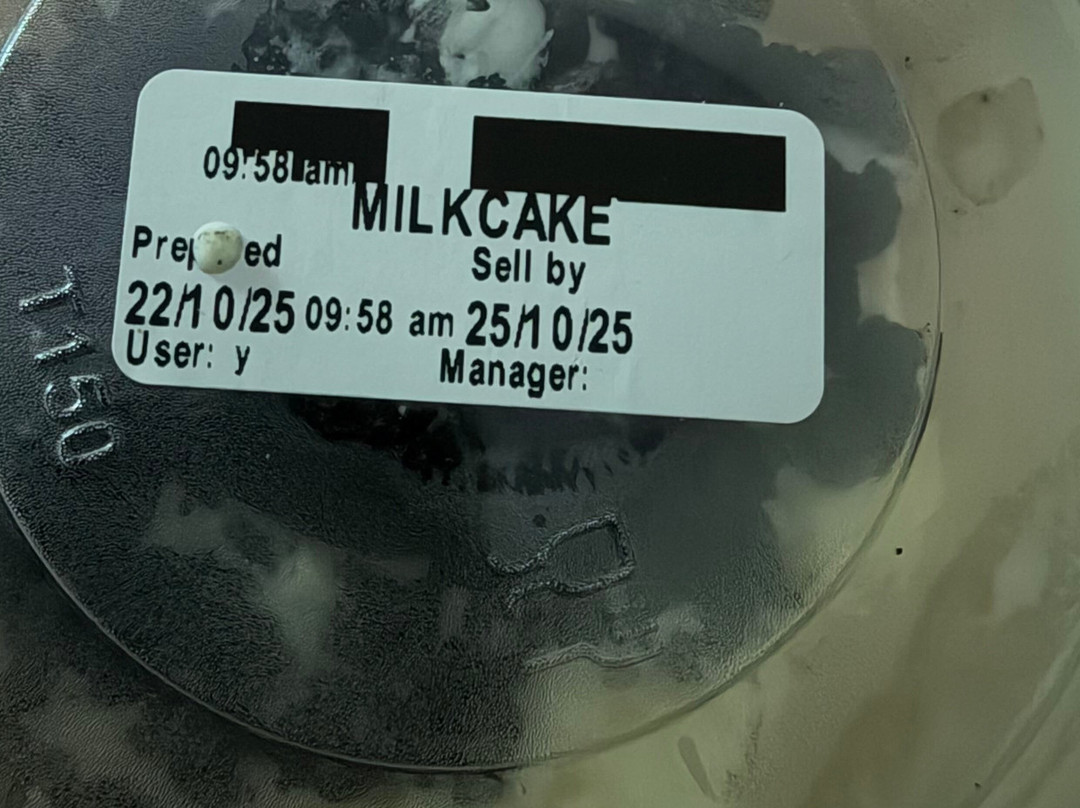 09:58 am
MILKCAKE
Sell by
22/10/25 09:58 am 25/10/25
User: y
Manager:
T150